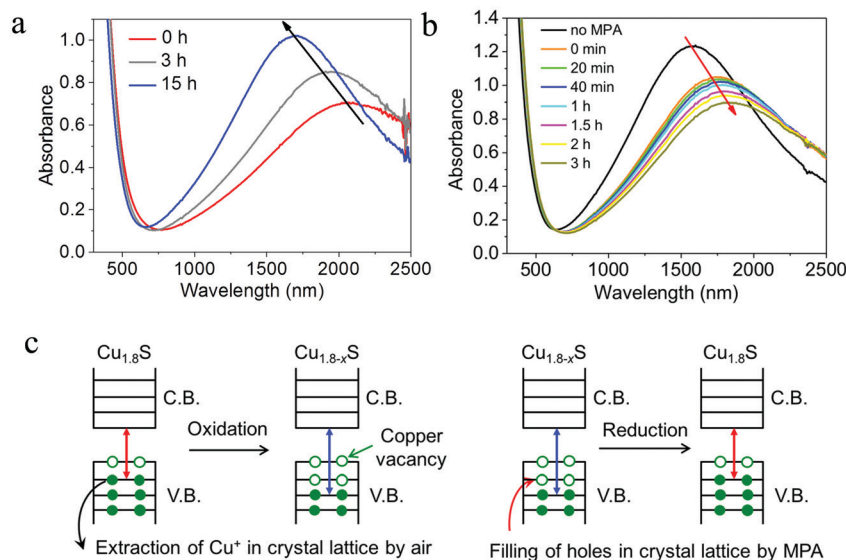 a
0 h
3 h
15 h
1.0
0.8
0.6
0.4
0.2
0.0
Absorbance
500 1000 1500 2000 2500
Wavelength (nm)
b
no MPA
0 min
20 min
40 min
1 h
1.5 h
2 h
3 h
1.4
1.2
1.0
0.8
0.6
0.4
0.2
0.0
Absorbance
500 1000 1500 2000 2500
Wavelength (nm)
c
Cu1.8S
C.B.
V.B.
Oxidation
Cu1.8-xS
C.B.
Copper
vacancy
V.B.
Extraction of Cu⁺ in crystal lattice by air
Cu1.8-xS
C.B.
V.B.
Reduction
Cu1.8S
C.B.
V.B.
Filling of holes in crystal lattice by MPA